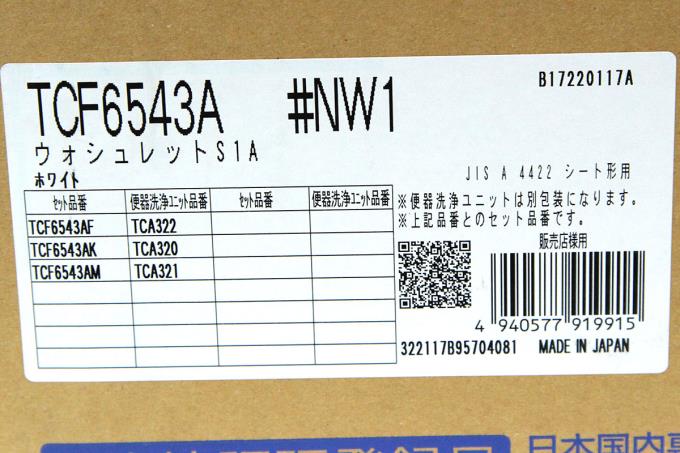 TCF6543A #NW1
B17220117A
ウォシュレットS1A
ホワイト
JIS A 4422 シート形用
セット品番 便器洗浄ユニット品番 セット品番 便器洗浄ユニット品番
TCF6543AF TCA322
TCF6543AK TCA320
TCF6543AM TCA321
※便器洗浄ユニットは別包装になります。
※上記品番とのセット品番です。
販売店様用
4 940577 919915
322117B95704081 MADE IN JAPAN
日本国内専